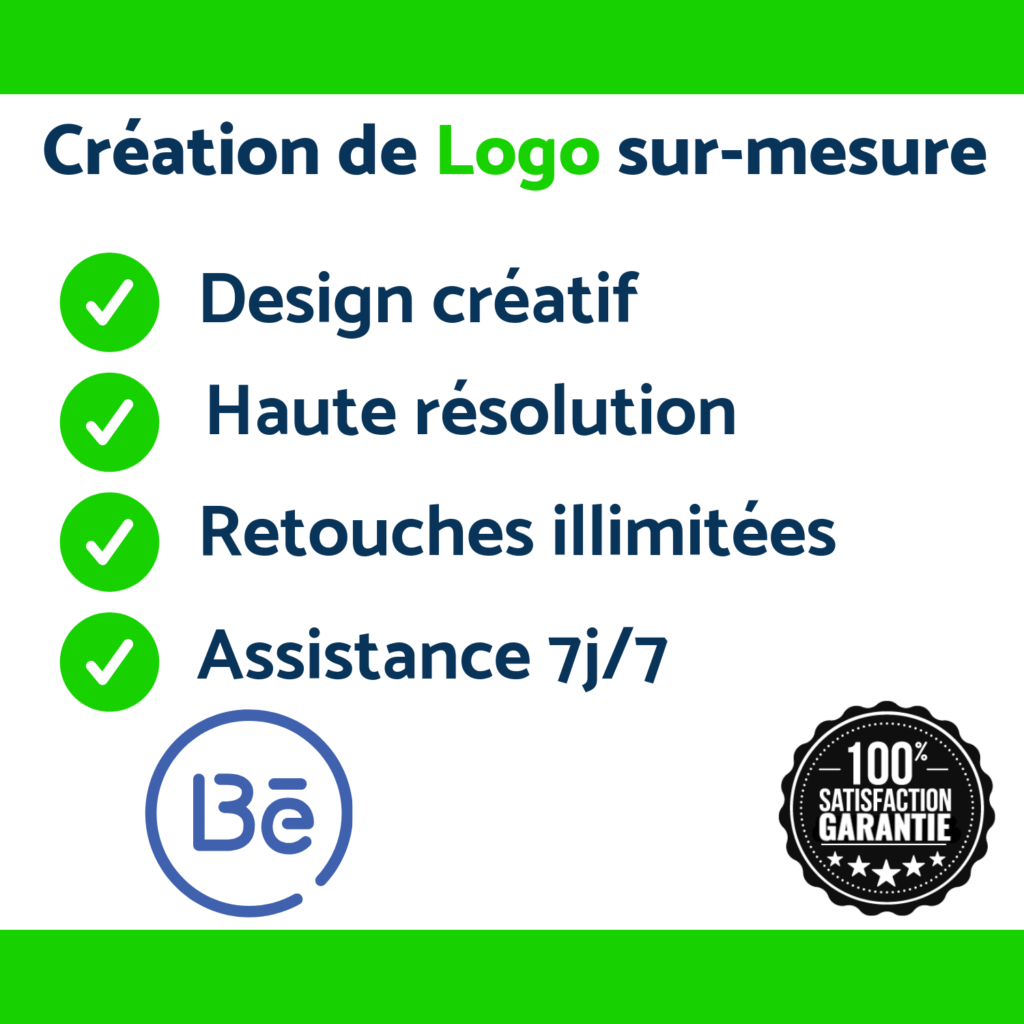 Création de Logo sur-mesure
Design créatif
Haute résolution
Retouches illimitées
Assistance 7j/7
Bē
100%
SATISFACTION
GARANTIE